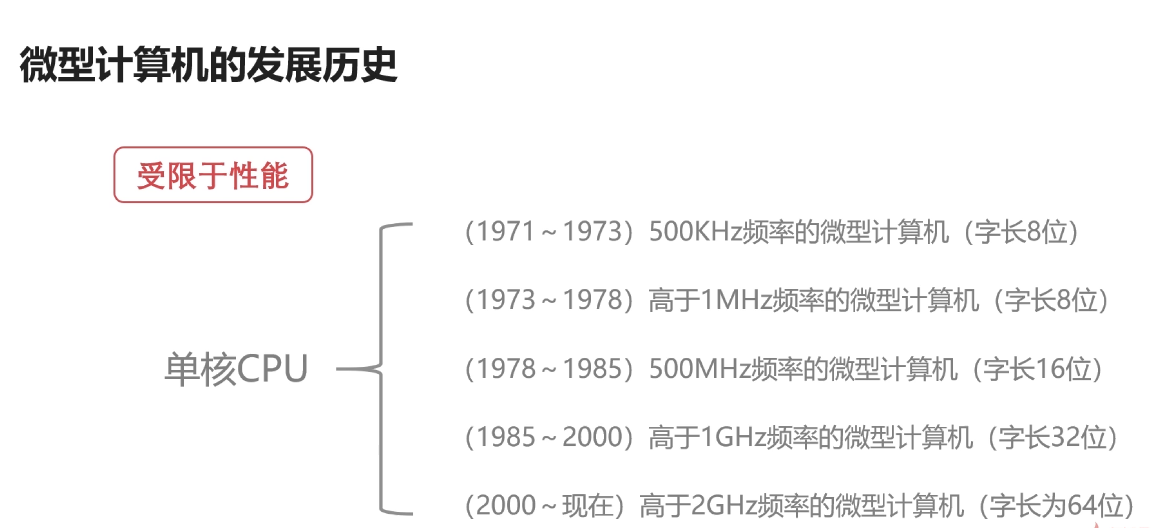 微型计算机的发展历史
受限于性能
（1971～1973）500KHz频率的微型计算机（字长8位）
（1973～1978）高于1MHz频率的微型计算机（字长8位）
单核CPU
（1978～1985）500MHz频率的微型计算机（字长16位）
（1985～2000）高于1GHz频率的微型计算机（字长32位）
（2000～现在）高于2GHz频率的微型计算机（字长为64位）